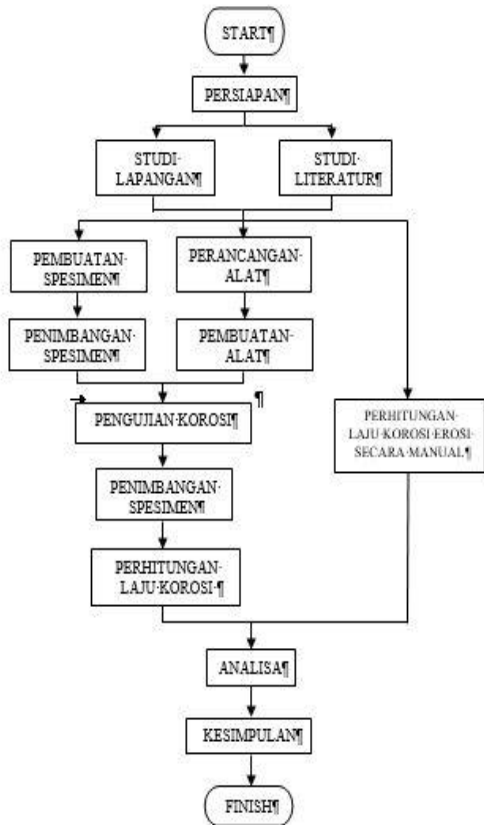 START¶
PERSIAPAN¶
STUDI·
LAPANGAN¶
STUDI·
LITERATUR¶
PEMBUATAN·
SPESIMEN¶
PERANCANGAN·
ALAT¶
PENIMBANGAN·
SPESIMEN¶
PEMBUATAN·
ALAT¶
¶
PENGUJIAN·KOROSI¶
PERHITUNGAN·
LAJU·KOROSI·EROSI·
SECARA·MANUAL¶
PENIMBANGAN·
SPESIMEN¶
PERHITUNGAN·
LAJU·KOROSI·¶
ANALISA¶
KESIMPULAN¶
FINISH¶